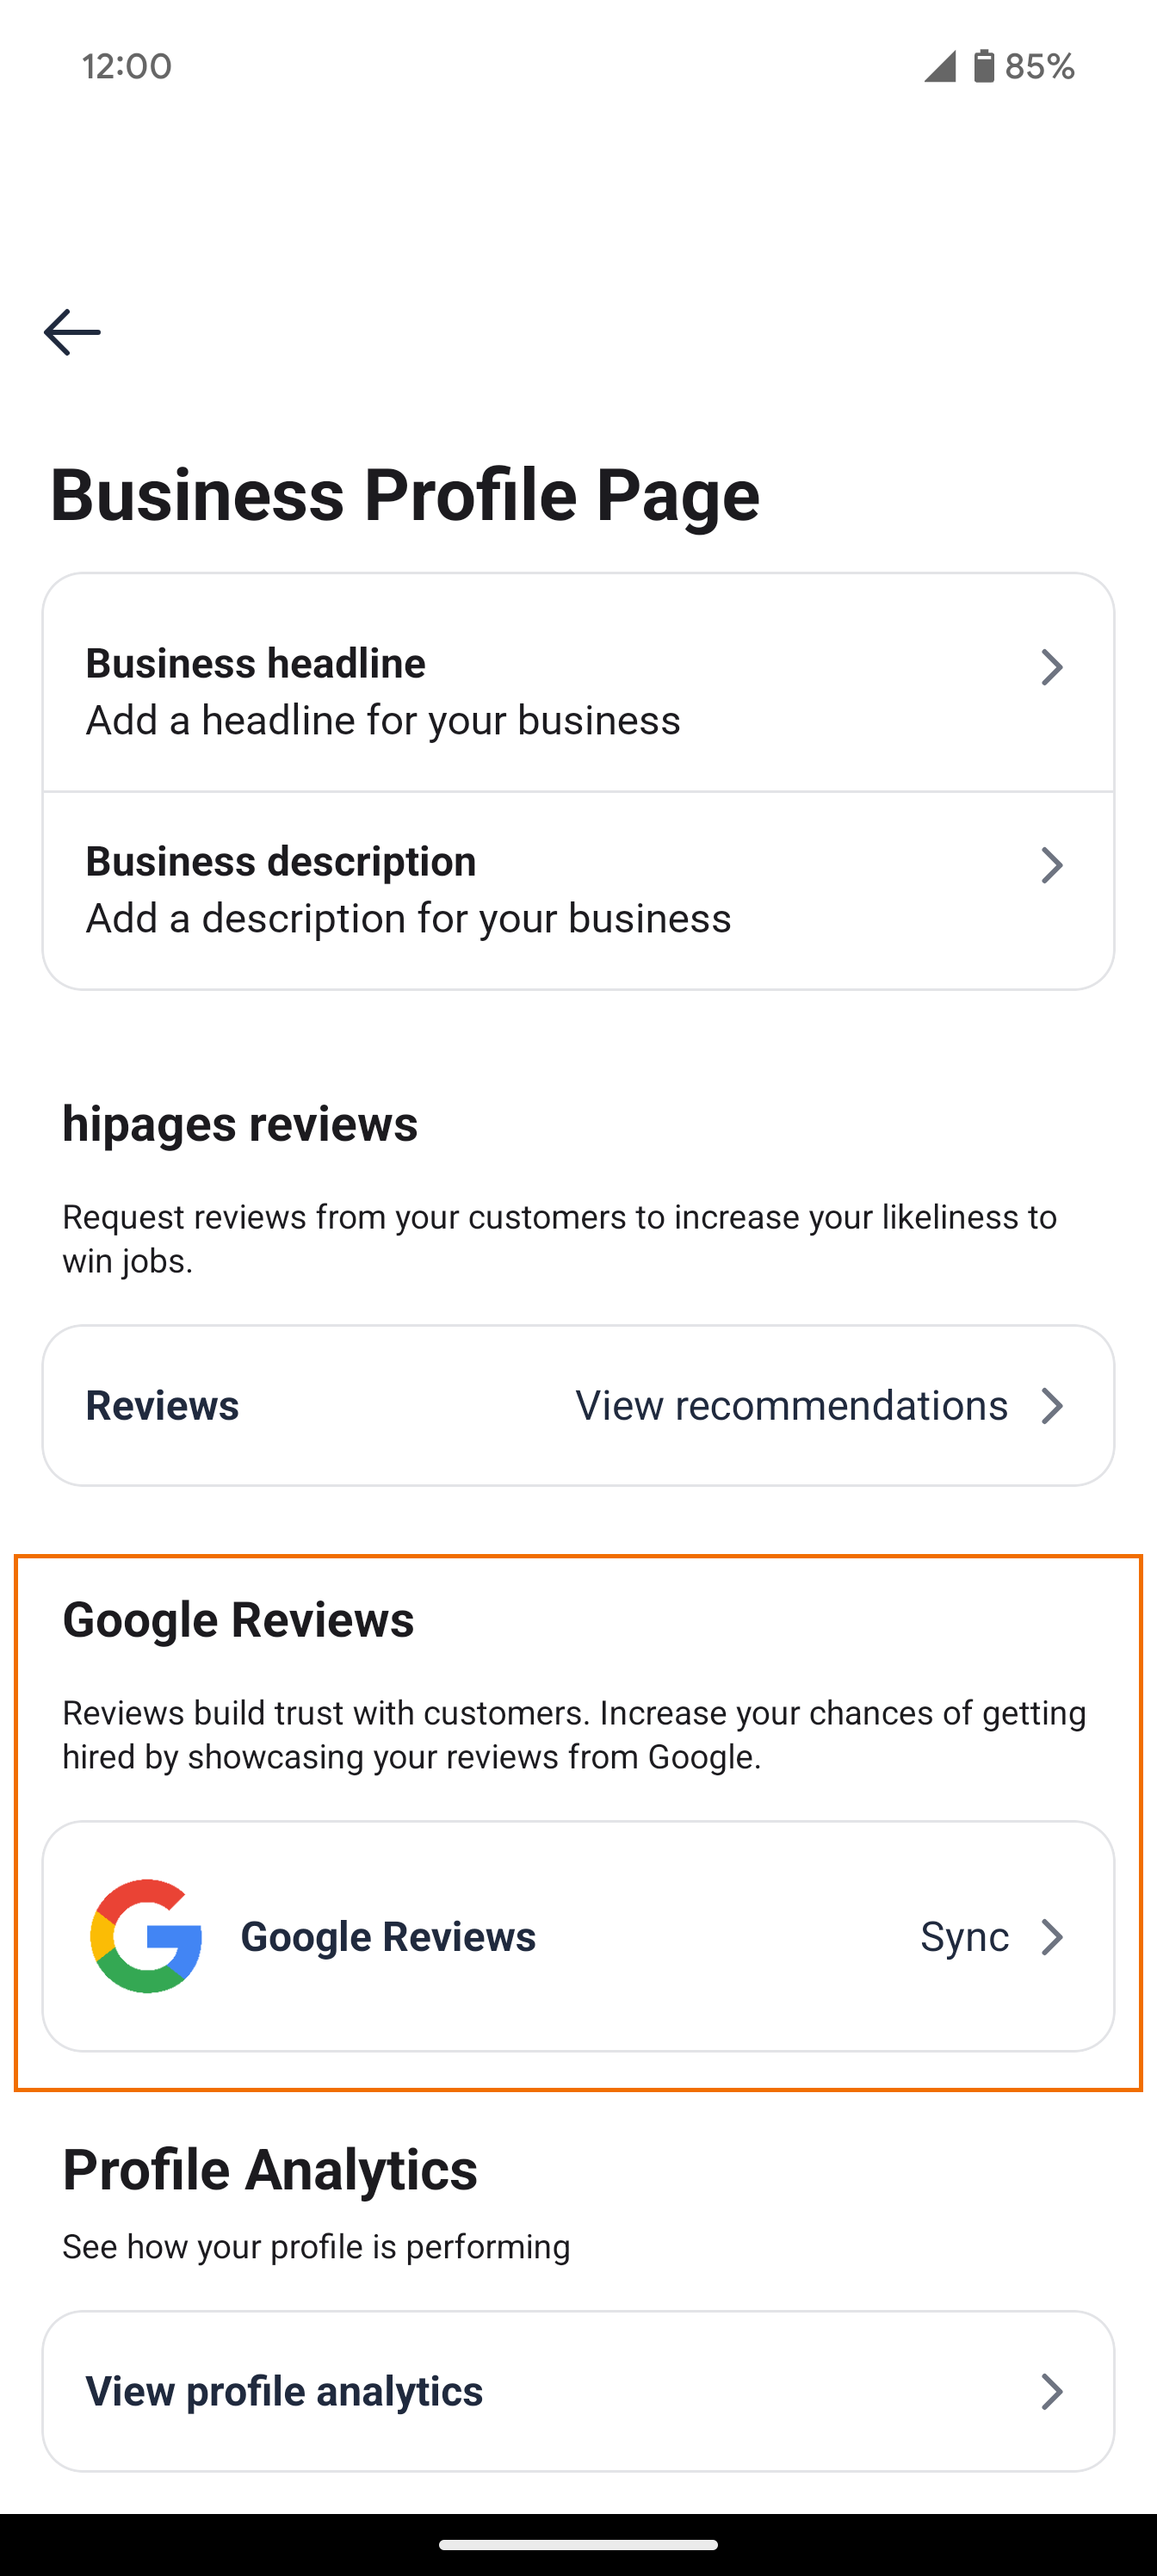 12:00
85%
Business Profile Page
Business headline
Add a headline for your business
Business description
Add a description for your business
hipages reviews
Request reviews from your customers to increase your likeliness to
win jobs.
Reviews
View recommendations
Google Reviews
Reviews build trust with customers. Increase your chances of getting
hired by showcasing your reviews from Google.
Google Reviews
Sync
Profile Analytics
See how your profile is performing
View profile analytics